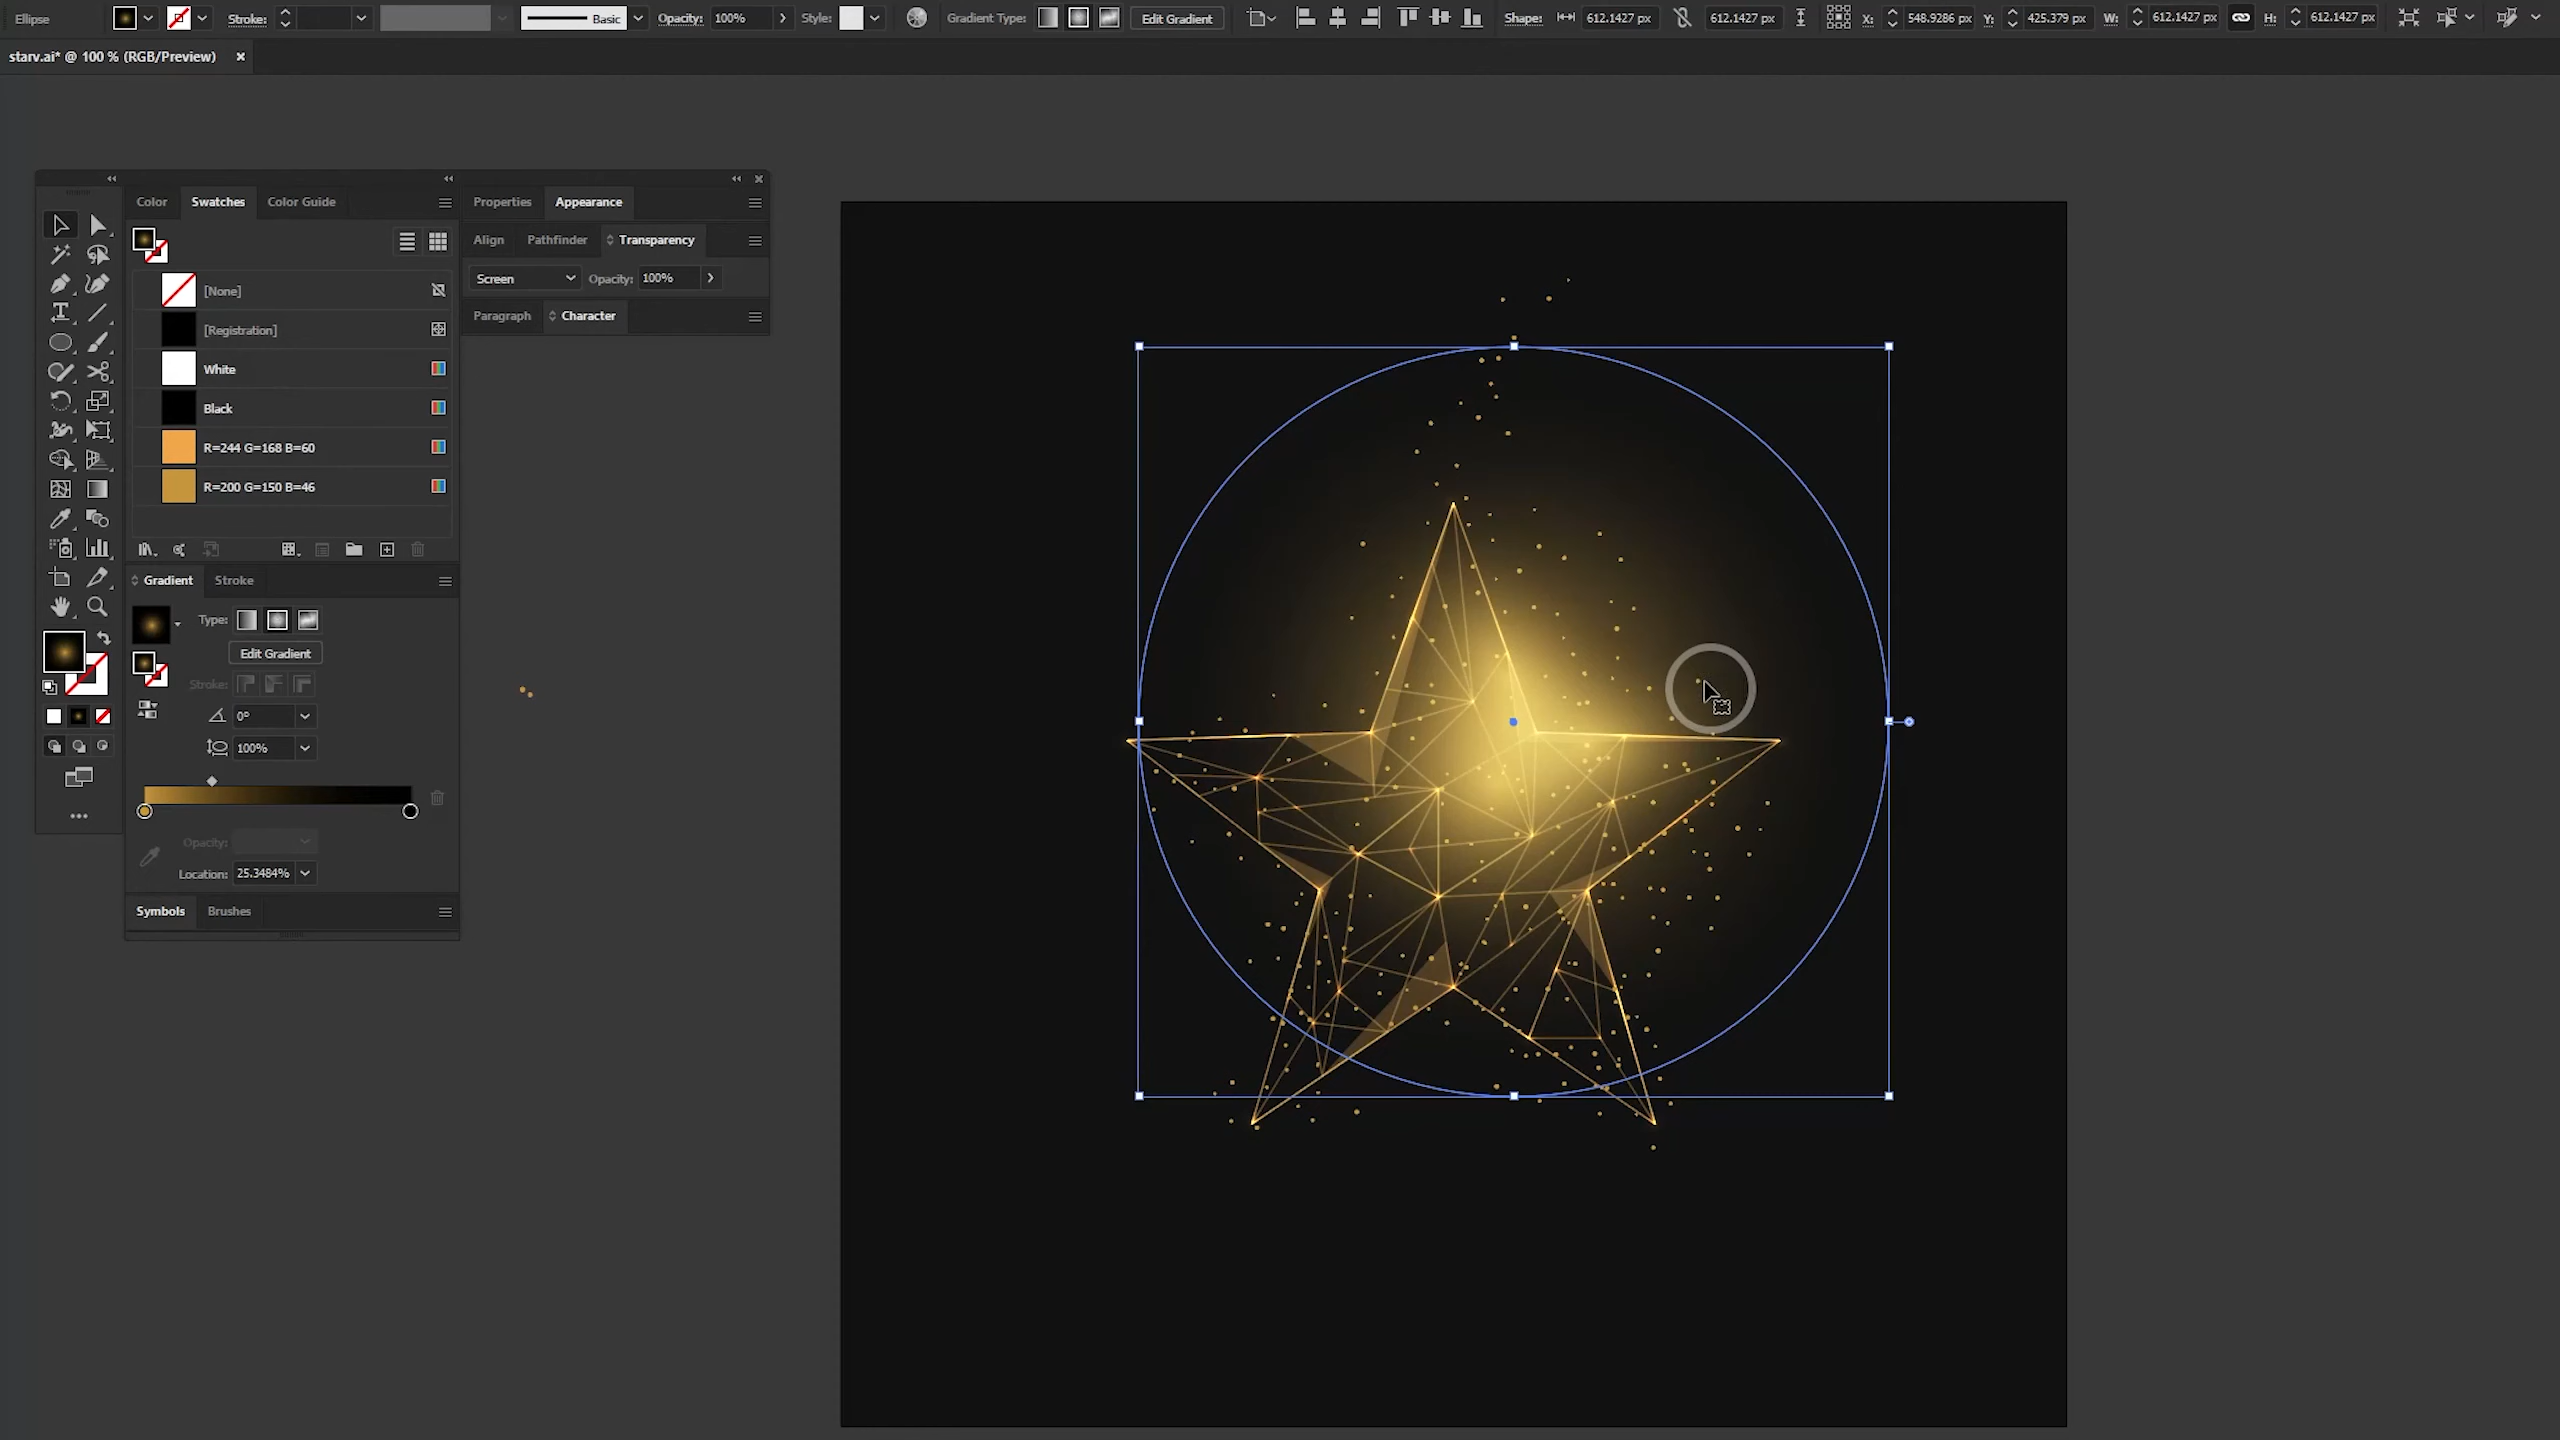 Ellipse Stroke: Basic Opacity: 100% Style: Gradient Type: Edit Gradient Shape: 612.1427 px 612.1427 px X: 548.9286 px Y: 425.379 px W: 612.1427 px H: 612.1427 px
starv.ai* @ 100 % (RGB/Preview)
Color Swatches Color Guide
Properties Appearance
Align Pathfinder Transparency
Screen Opacity: 100%
Paragraph Character
[None]
[Registration]
White
Black
R=244 G=168 B=60
R=200 G=150 B=46
Gradient Stroke
Type:
Edit Gradient
Stroke:
0°
100%
Opacity:
Location: 25.3484%
Symbols Brushes